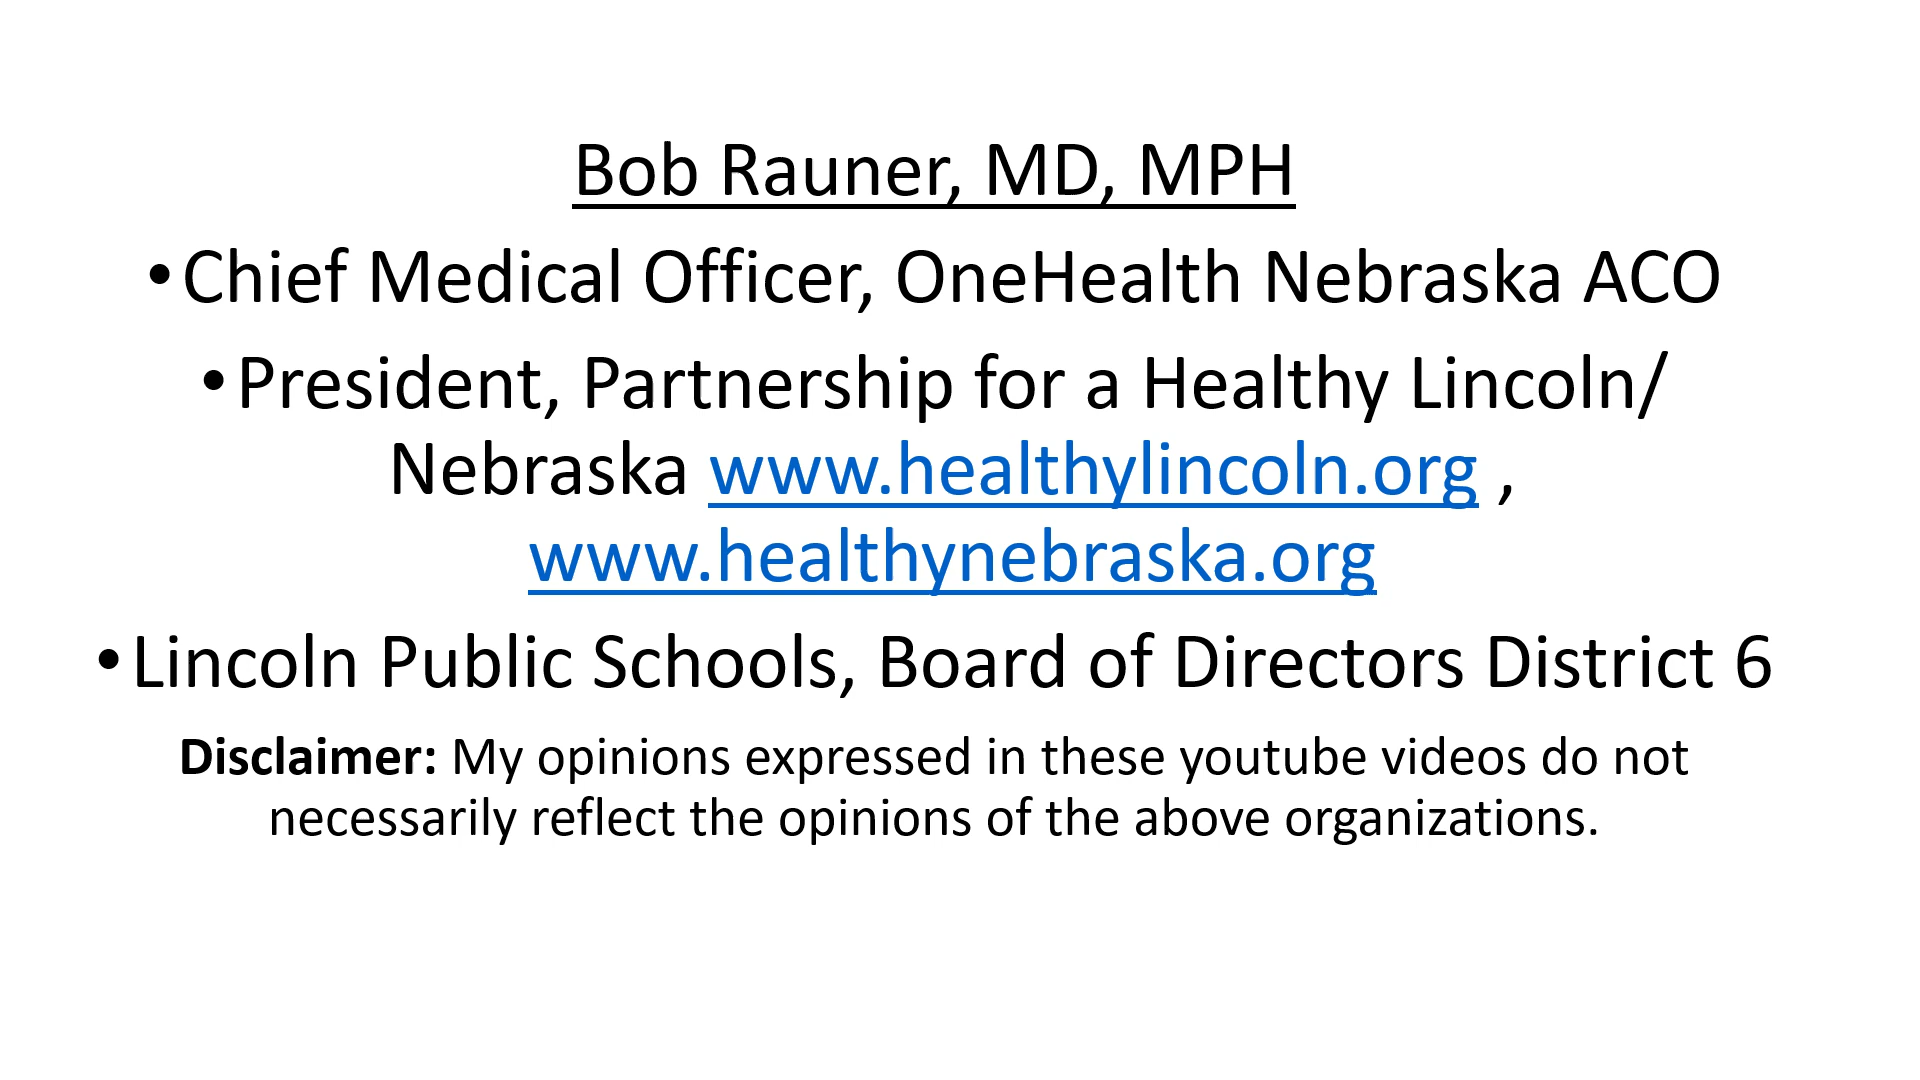 Bob Rauner, MD, MPH
•Chief Medical Officer, OneHealth Nebraska ACO
•President, Partnership for a Healthy Lincoln/
Nebraska www.healthylincoln.org ,
www.healthynebraska.org
•Lincoln Public Schools, Board of Directors District 6
Disclaimer: My opinions expressed in these youtube videos do not
necessarily reflect the opinions of the above organizations.